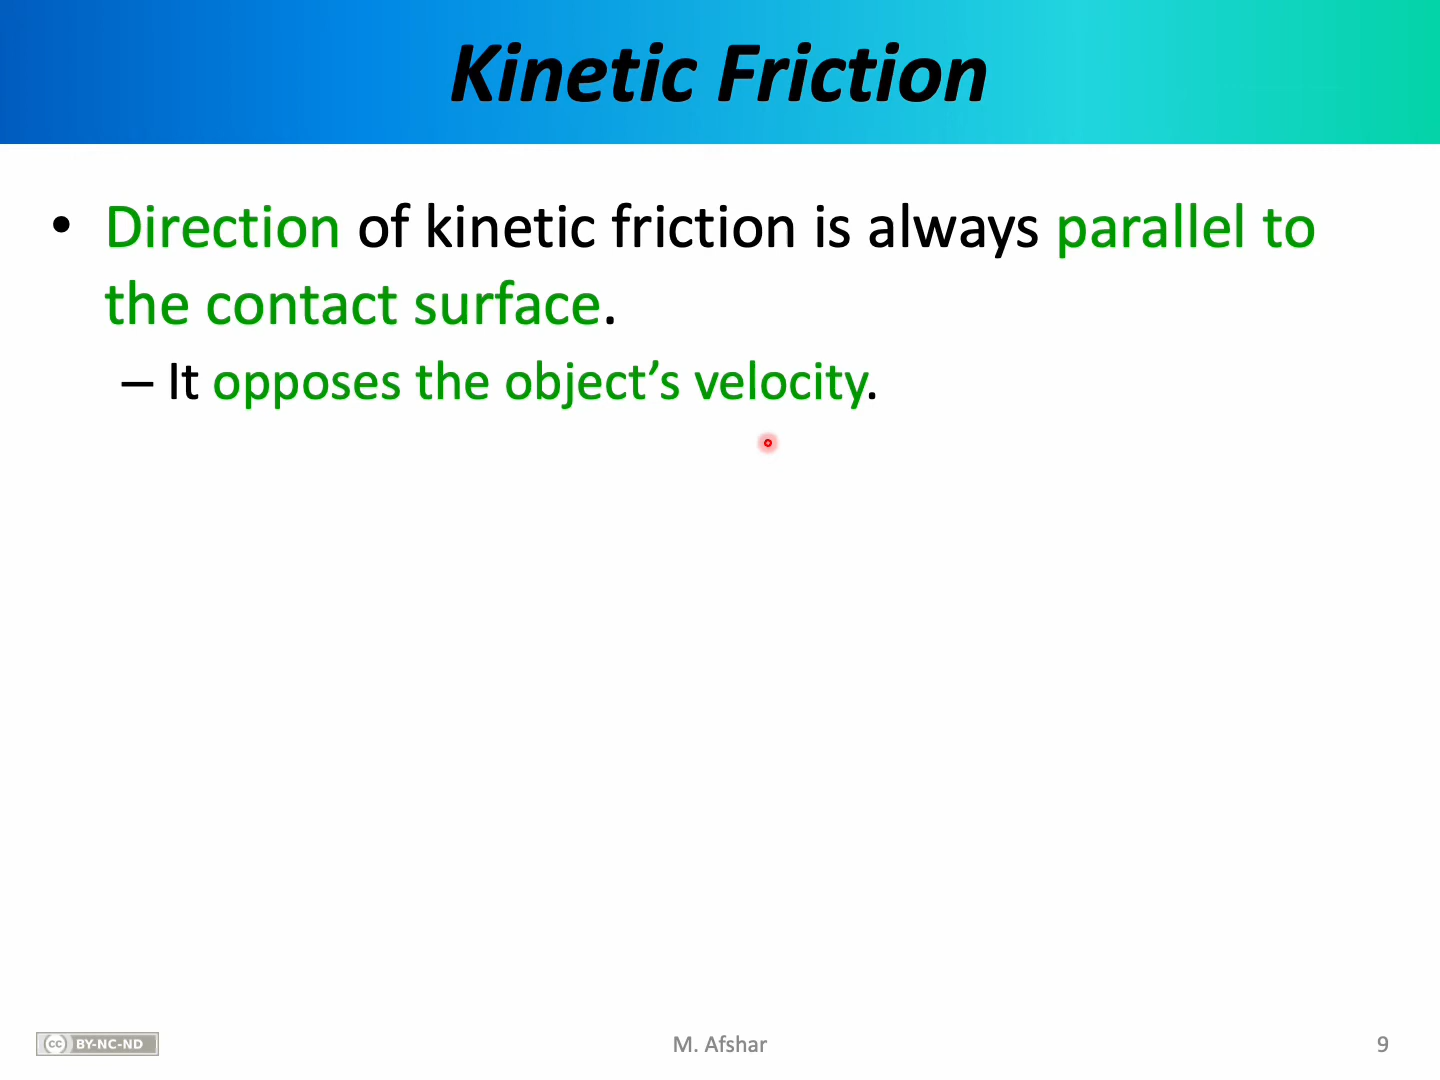 Kinetic Friction
• Direction of kinetic friction is always parallel to
the contact surface.
– It opposes the object’s velocity.
cc BY-NC-ND
M. Afshar
9